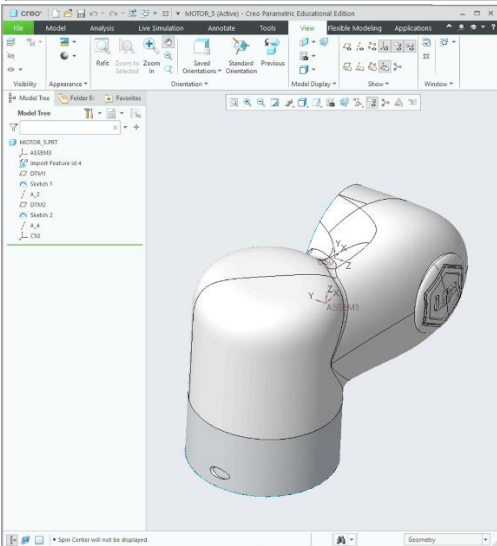 creo
MOTOR_5 (Active) - Creo Parametric Educational Edition
File Model Analysis Live Simulation Annotate Tools View Flexible Modeling Applications
Refit Zoom to Selected Zoom In Saved Orientations Standard Orientation Previous
Visibility Appearance Orientation Model Display Show Window
Model Tree Folder B Favorites
Model Tree
MOTOR_5.PRT
ASSEM3
Import Feature id 4
DTM1
Sketch 1
A_2
DTM2
Sketch 2
A_4
CS0
Y X
Z
Z
Y X
ASSEM3
Spin Center will not be displayed.
Geometry